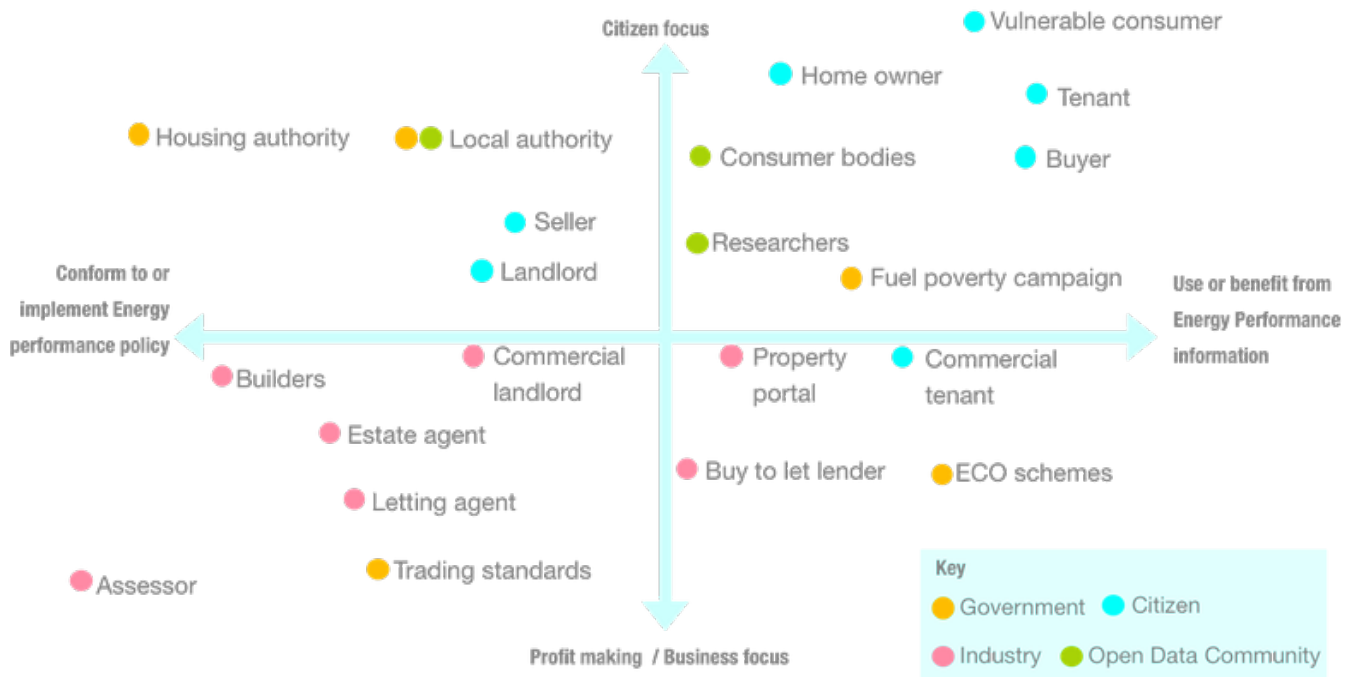 Citizen focus
Vulnerable consumer
Home owner
Tenant
Housing authority
Local authority
Consumer bodies
Buyer
Seller
Researchers
Landlord
Fuel poverty campaign
Conform to or
implement Energy
performance policy
Use or benefit from
Energy Performance
information
Builders
Commercial
landlord
Property
portal
Commercial
tenant
Estate agent
Buy to let lender
ECO schemes
Letting agent
Trading standards
Assessor
Profit making / Business focus
Key
Government
Citizen
Industry
Open Data Community